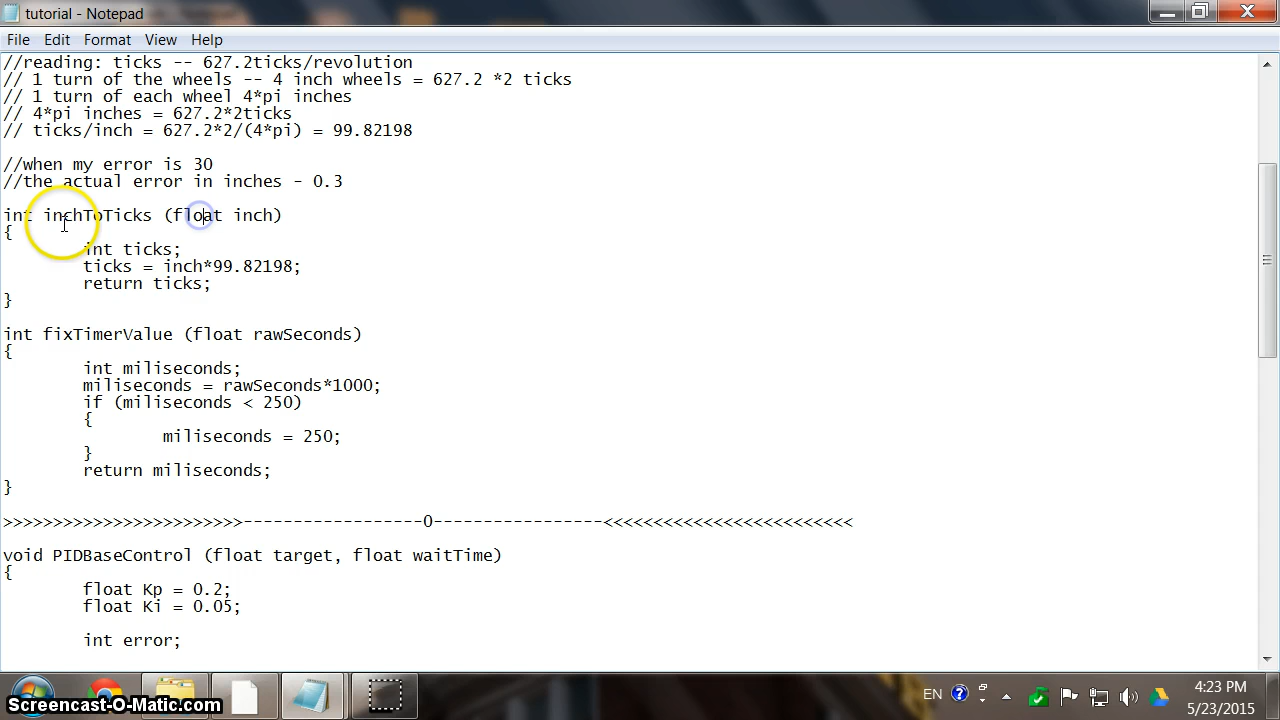 tutorial - Notepad
File Edit Format View Help
//reading: ticks -- 627.2ticks/revolution
// 1 turn of the wheels -- 4 inch wheels = 627.2 *2 ticks
// 1 turn of each wheel 4*pi inches
// 4*pi inches = 627.2*2ticks
// ticks/inch = 627.2*2/(4*pi) = 99.82198
//when my error is 30
//the actual error in inches - 0.3
int inchToTicks (float inch)
{
int ticks;
ticks = inch*99.82198;
return ticks;
}
int fixTimerValue (float rawSeconds)
{
int miliseconds;
miliseconds = rawSeconds*1000;
if (miliseconds < 250)
{
miliseconds = 250;
}
return miliseconds;
}
>>>>>>>>>>>>>>>>>>>>>>>>------------------O-----------------<<<<<<<<<<<<<<<<<<<<<<<<<
void PIDBaseControl (float target, float waitTime)
{
float Kp = 0.2;
float Ki = 0.05;
int error;
EN
4:23 PM
5/23/2015
Screencast-O-Matic.com